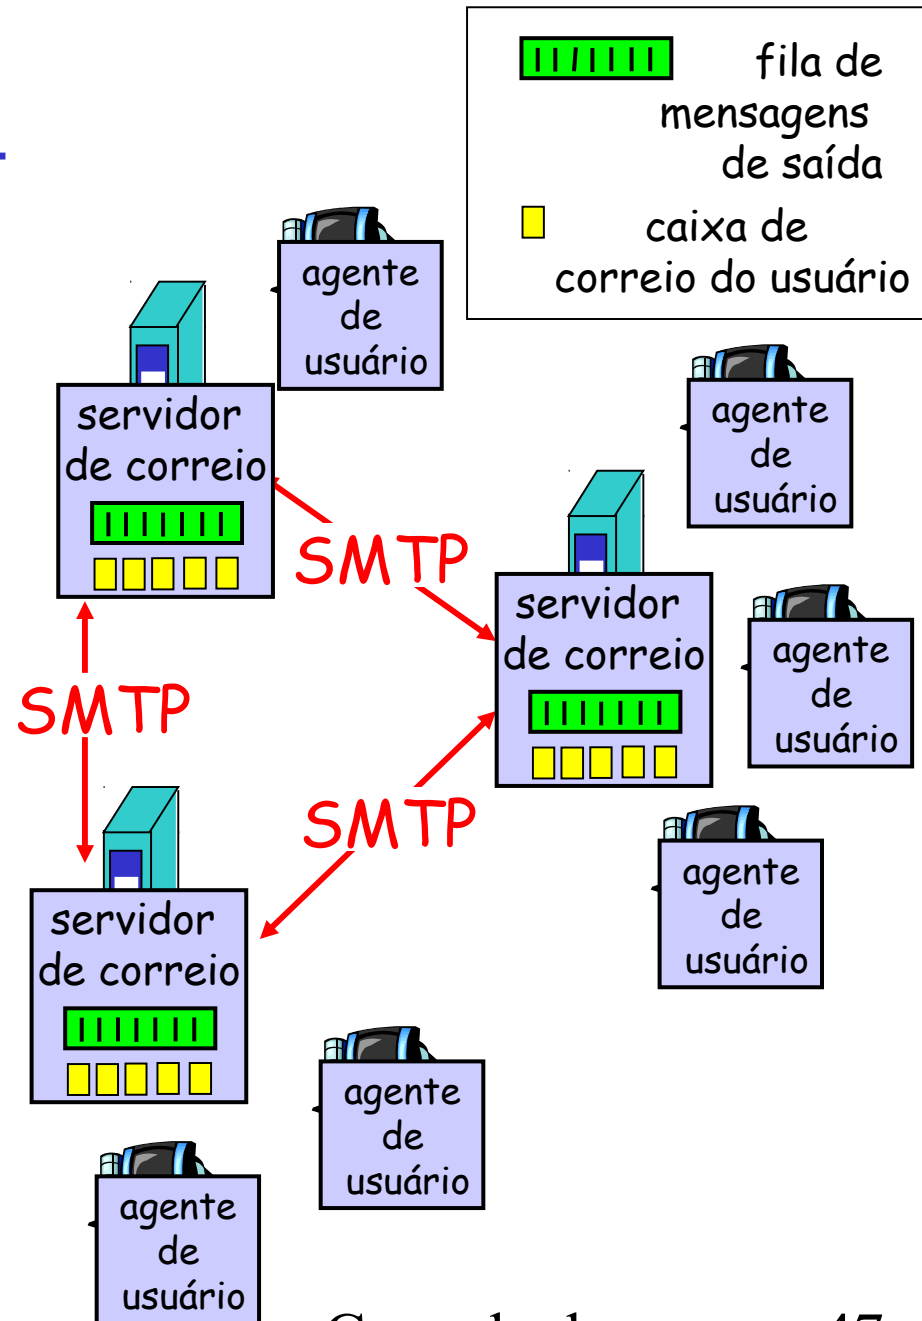 fila de
mensagens
de saída
caixa de
correio do usuário
agente
de
usuário
servidor
de correio
SMTP
agente
de
usuário
servidor
de correio
agente
de
usuário
SMTP
SMTP
agente
de
usuário
servidor
de correio
agente
de
usuário
agente
de
usuário